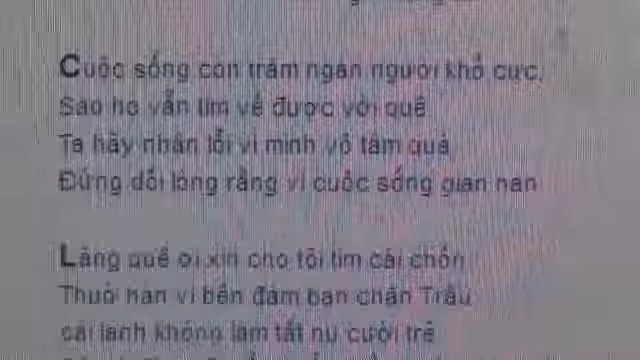 Cuộc sống còn trăm ngàn người khổ cực,
Sao họ vẫn tìm về được với quê
Ta hãy nhận lỗi vì mình vô tâm quá
Đừng dối lòng rằng vì cuộc sống gian nan
Làng quê ơi xin cho tôi tìm cái chốn
Thuở hàn vi bên đám bạn chăn Trâu
cái lạnh không làm tắt nụ cười trẻ